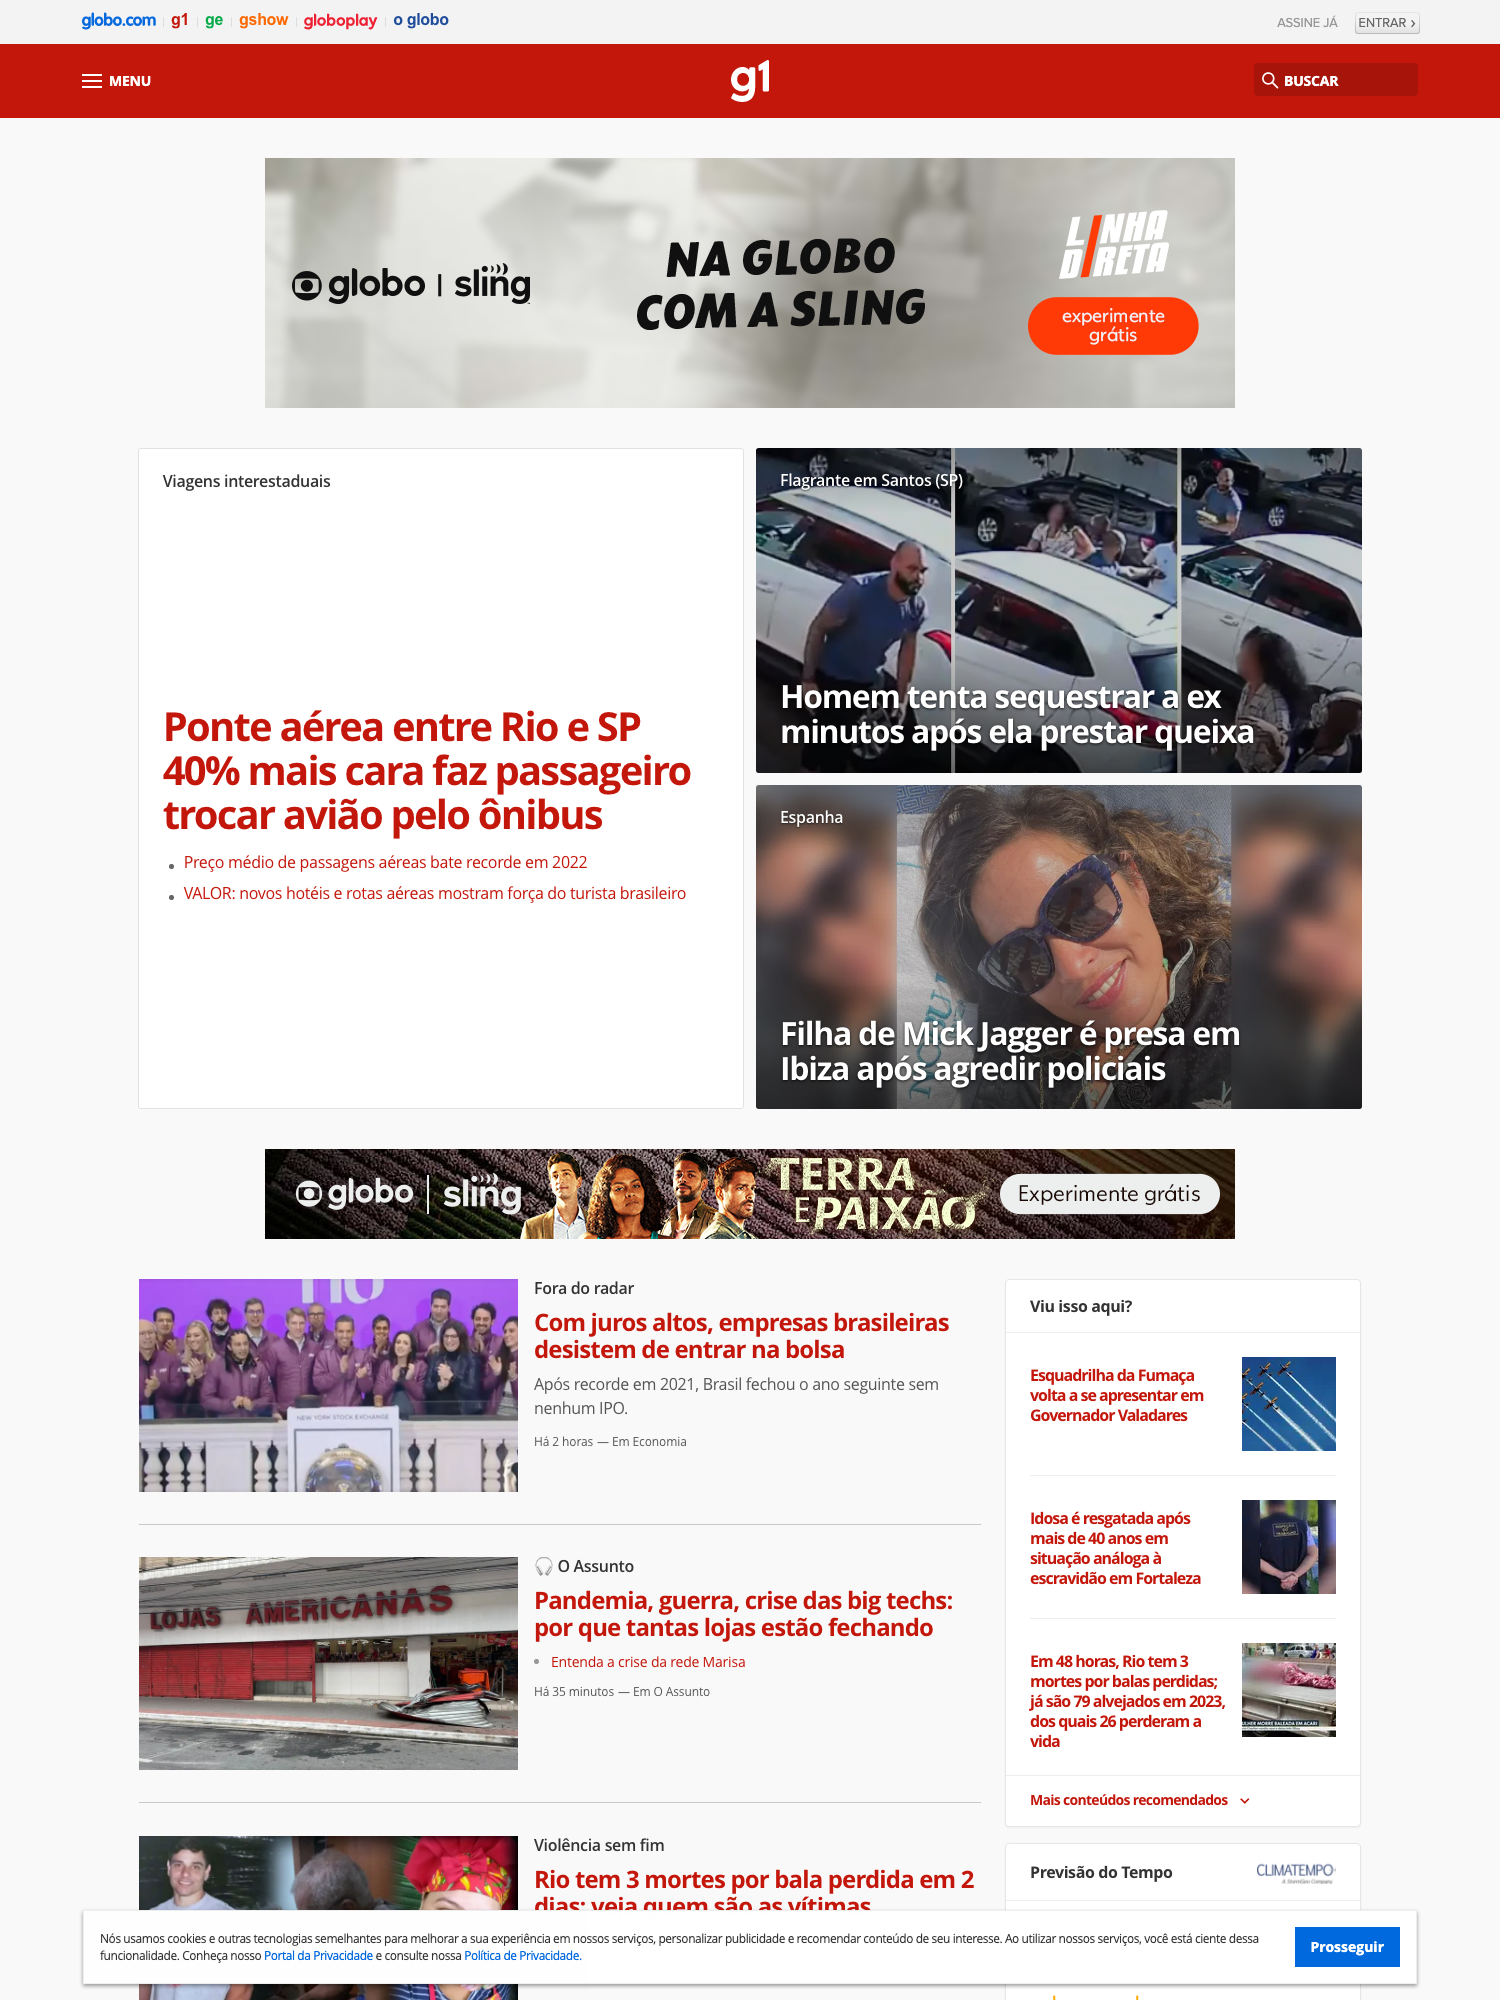 globo.com g1 ge gshow globoplay o globo
ASSINE JÁ ENTRAR ›
MENU
g1
BUSCAR
globo | sling
NA GLOBO
COM A SLING
LINHA
DIRETA
experimente
grátis
Viagens interestaduais
Ponte aérea entre Rio e SP
40% mais cara faz passageiro
trocar avião pelo ônibus
Preço médio de passagens aéreas bate recorde em 2022
VALOR: novos hotéis e rotas aéreas mostram força do turista brasileiro
Flagrante em Santos (SP)
Homem tenta sequestrar a ex
minutos após ela prestar queixa
Espanha
Filha de Mick Jagger é presa em
Ibiza após agredir policiais
globo | sling
TERRA
E PAIXÃO
Experimente grátis
NEW YORK STOCK EXCHANGE
Fora do radar
Com juros altos, empresas brasileiras
desistem de entrar na bolsa
Após recorde em 2021, Brasil fechou o ano seguinte sem
nenhum IPO.
Há 2 horas — Em Economia
LOJAS AMERICANAS
O Assunto
Pandemia, guerra, crise das big techs:
por que tantas lojas estão fechando
Entenda a crise da rede Marisa
Há 35 minutos — Em O Assunto
Violência sem fim
Rio tem 3 mortes por bala perdida em 2
dias; veja quem são as vítimas
Viu isso aqui?
Esquadrilha da Fumaça
volta a se apresentar em
Governador Valadares
Idosa é resgatada após
mais de 40 anos em
situação análoga à
escravidão em Fortaleza
Em 48 horas, Rio tem 3
mortes por balas perdidas;
já são 79 alvejados em 2023,
dos quais 26 perderam a
vida
ULHER MORRE BALEADA EM ACARI
Mais conteúdos recomendados
Previsão do Tempo
CLIMATEMPO
A StormGeo Company
Nós usamos cookies e outras tecnologias semelhantes para melhorar a sua experiência em nossos serviços, personalizar publicidade e recomendar conteúdo de seu interesse. Ao utilizar nossos serviços, você está ciente dessa
funcionalidade. Conheça nosso Portal da Privacidade e consulte nossa Política de Privacidade.
Prosseguir